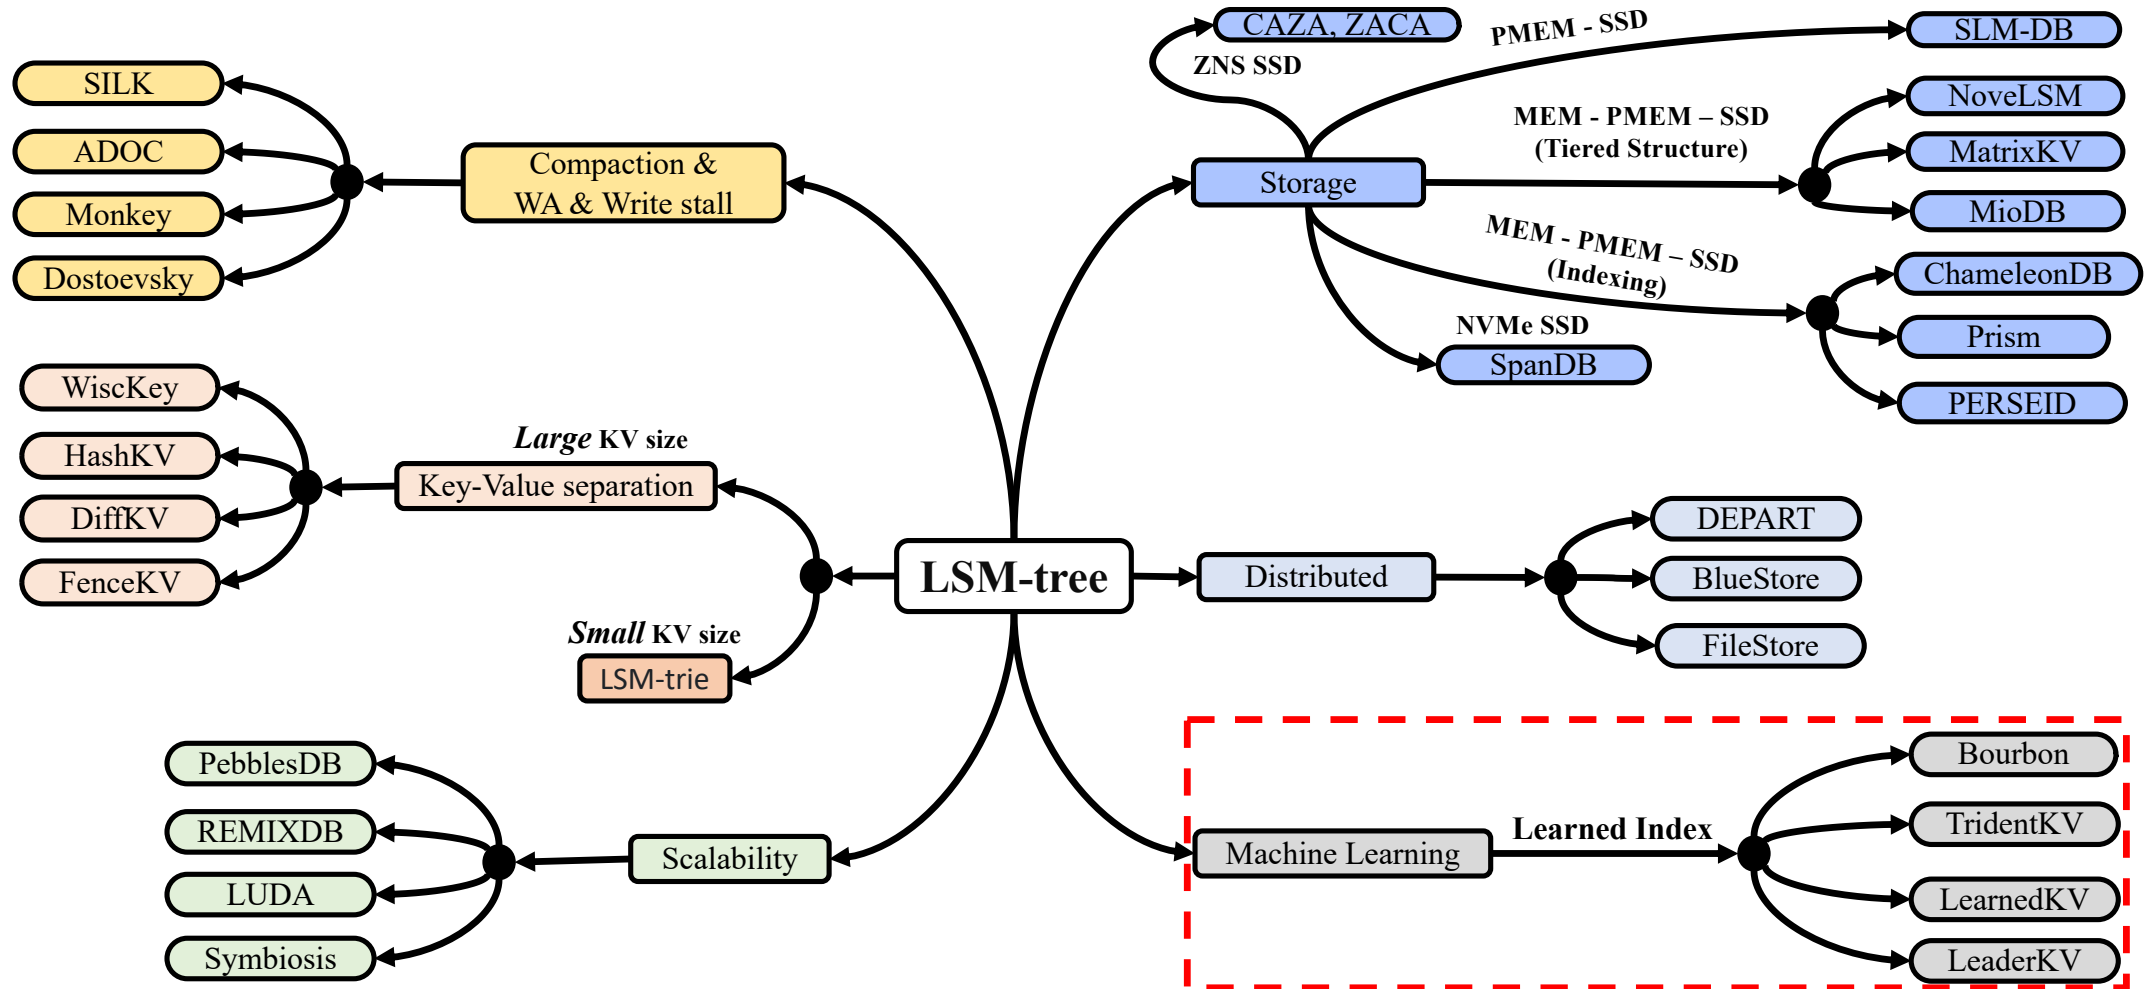 CAZA, ZACA
ZNS SSD
PMEM - SSD
SLM-DB
MEM - PMEM – SSD
(Tiered Structure)
NoveLSM
MatrixKV
MioDB
Storage
MEM - PMEM – SSD
(Indexing)
ChameleonDB
Prism
PERSEID
NVMe SSD
SpanDB
SILK
ADOC
Monkey
Dostoevsky
Compaction &
WA & Write stall
WiscKey
HashKV
DiffKV
FenceKV
Large KV size
Key-Value separation
Small KV size
LSM-trie
LSM-tree
Distributed
DEPART
BlueStore
FileStore
PebblesDB
REMIXDB
LUDA
Symbiosis
Scalability
Machine Learning
Learned Index
Bourbon
TridentKV
LearnedKV
LeaderKV